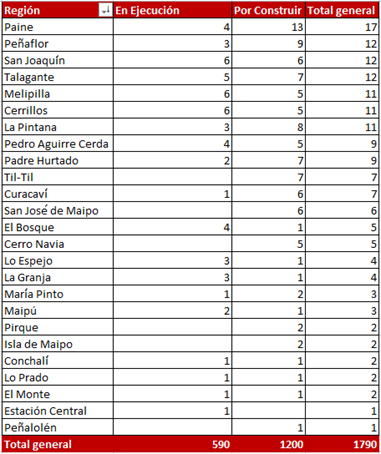 Región En Ejecución Por Construir Total general
Paine 4 13 17
Peñaflor 3 9 12
San Joaquín 6 6 12
Talagante 5 7 12
Melipilla 6 5 11
Cerrillos 6 5 11
La Pintana 3 8 11
Pedro Aguirre Cerda 4 5 9
Padre Hurtado 2 7 9
Til-Til 7 7
Curacaví 1 6 7
San José de Maipo 6 6
El Bosque 4 1 5
Cerro Navia 5 5
Lo Espejo 3 1 4
La Granja 3 1 4
María Pinto 1 2 3
Maipú 2 1 3
Pirque 2 2
Isla de Maipo 2 2
Conchalí 1 1 2
Lo Prado 1 1 2
El Monte 1 1 2
Estación Central 1 1
Peñalolén 1 1
Total general 590 1200 1790